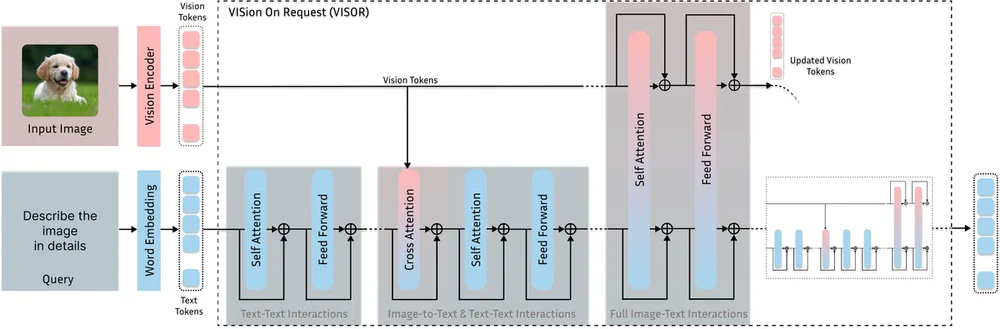 Vision
Tokens
VISion On Request (VISOR)
Input Image
Vision Encoder
Vision Tokens
Updated Vision
Tokens
Self Attention
Feed Forward
Describe the
image
in details
Query
Word Embedding
Text
Tokens
Self Attention
Feed Forward
Cross Attention
Self Attention
Feed Forward
Text-Text Interactions
Image-to-Text & Text-Text Interactions
Full Image-Text Interactions